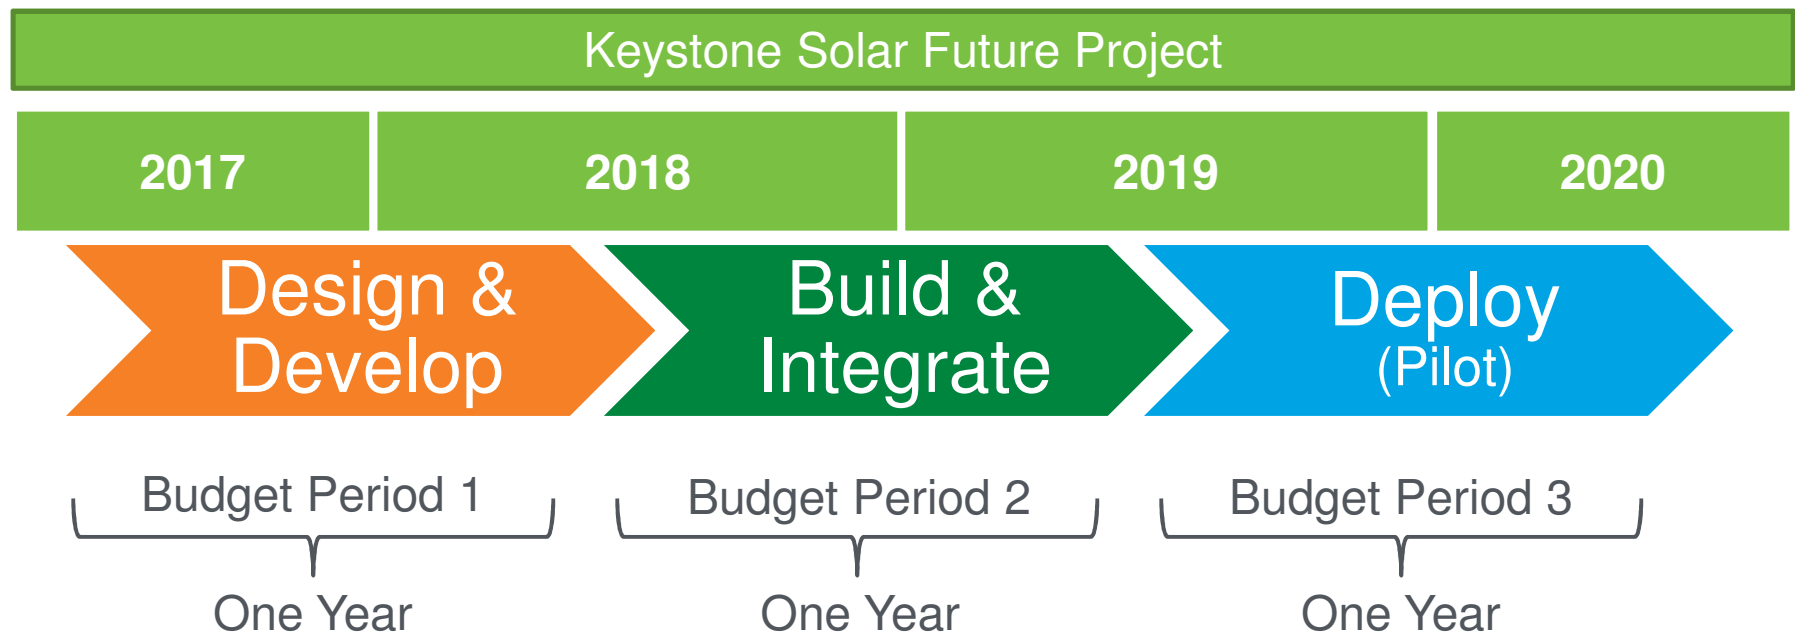 Keystone Solar Future Project
2017
2018
2019
2020
Design &
Develop
Build &
Integrate
Deploy
(Pilot)
Budget Period 1
Budget Period 2
Budget Period 3
One Year
One Year
One Year